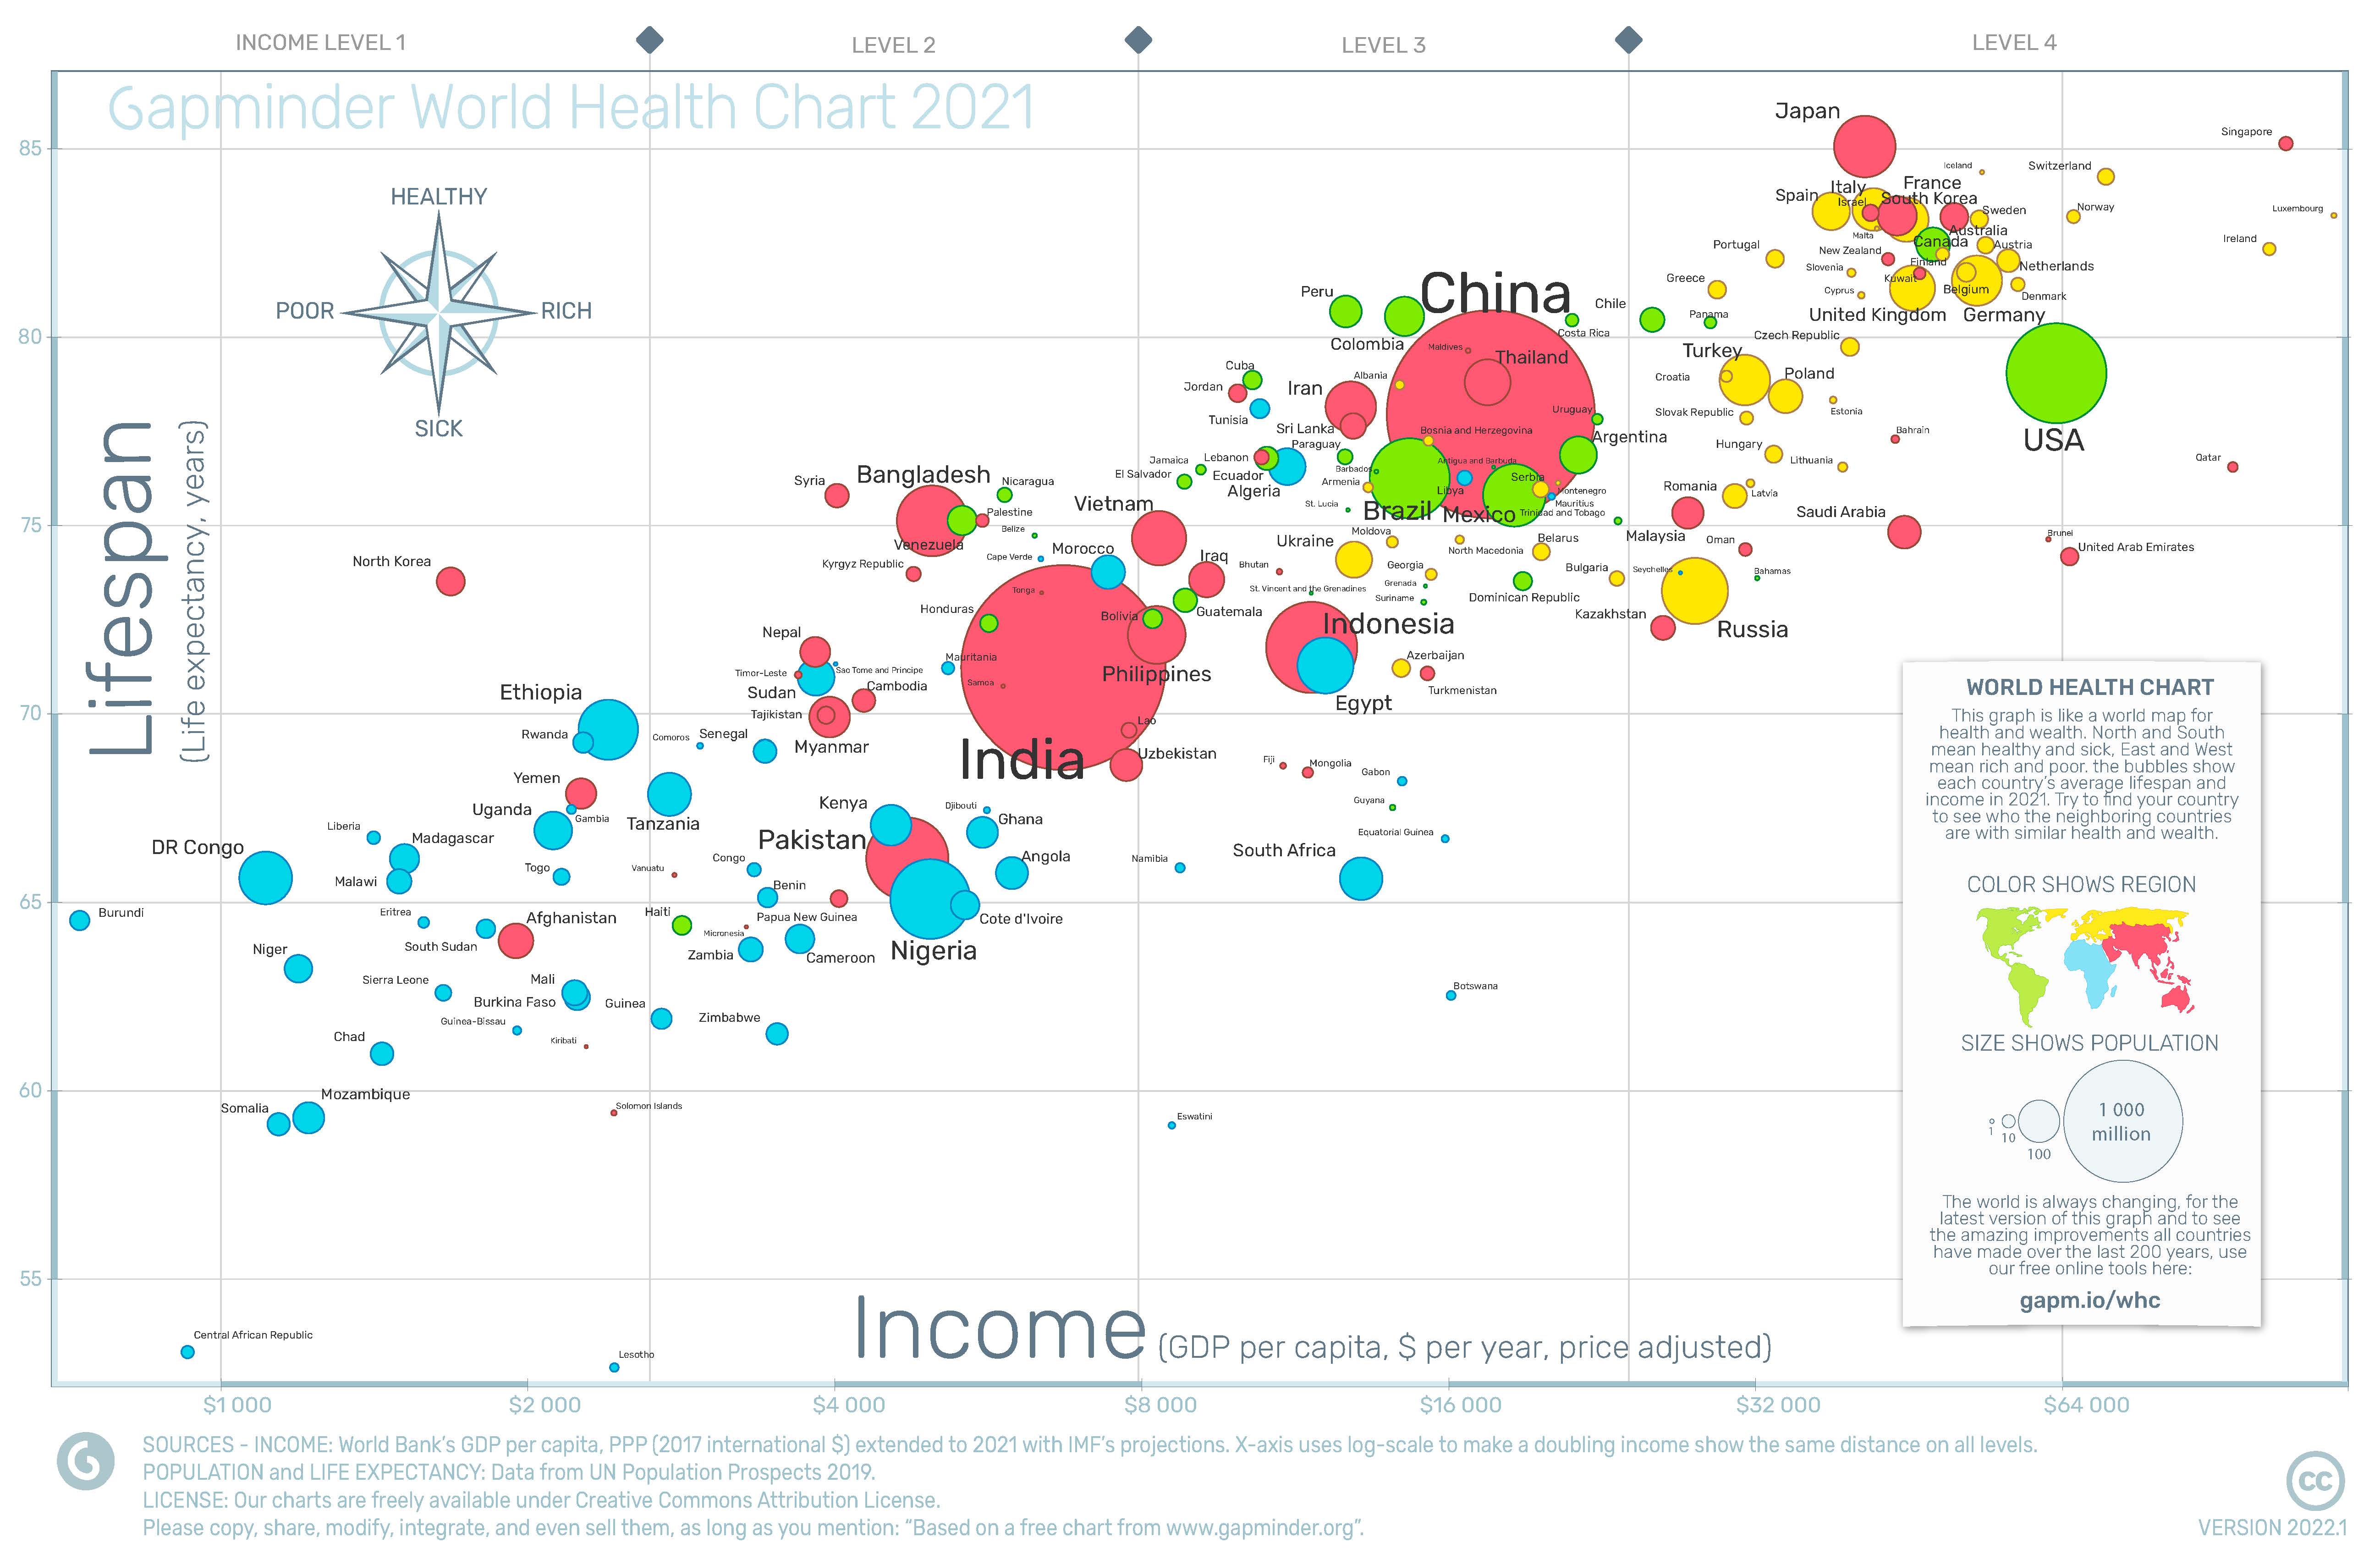 INCOME LEVEL 1
LEVEL 2
LEVEL 3
LEVEL 4
Gapminder World Health Chart 2021
HEALTHY
POOR
RICH
SICK
Lifespan
(Life expectancy, years)
85
80
75
70
65
60
55
Japan
Singapore
Iceland
Switzerland
Italy
France
Spain
Israel
South Korea
Sweden
Norway
Luxembourg
Malta
Australia
Portugal
New Zealand
Canada
Austria
Ireland
Slovenia
Finland
Netherlands
Greece
Kuwait
Cyprus
Belgium
Denmark
China
Peru
Chile
Panama
United Kingdom
Germany
Colombia
Costa Rica
Czech Republic
Maldives
Thailand
Turkey
Cuba
Albania
Croatia
Poland
Jordan
Iran
Uruguay
Slovak Republic
Estonia
Tunisia
Sri Lanka
Bosnia and Herzegovina
Argentina
Bahrain
USA
Paraguay
Hungary
Jamaica
Lebanon
Antigua and Barbuda
Lithuania
Qatar
Bangladesh
El Salvador
Ecuador
Barbados
Serbia
Syria
Nicaragua
Algeria
Armenia
Libya
Montenegro
Romania
Latvia
Vietnam
St. Lucia
Brazil
Mexico
Mauritius
Trinidad and Tobago
Saudi Arabia
Palestine
Belize
Venezuela
Moldova
Ukraine
North Macedonia
Belarus
Malaysia
Oman
Brunei
United Arab Emirates
North Korea
Cape Verde
Morocco
Iraq
Kyrgyz Republic
Bhutan
Georgia
Bulgaria
Seychelles
Bahamas
Tonga
St. Vincent and the Grenadines
Grenada
Suriname
Dominican Republic
Honduras
Bolivia
Guatemala
Kazakhstan
Indonesia
Russia
Nepal
Mauritania
Azerbaijan
Timor-Leste
Sao Tome and Principe
Samoa
Philippines
Turkmenistan
Ethiopia
Sudan
Cambodia
Egypt
Tajikistan
Rwanda
Comoros
Senegal
Myanmar
Lao
India
Uzbekistan
Yemen
Fiji
Mongolia
Gabon
Uganda
Gambia
Tanzania
Kenya
Djibouti
Ghana
Guyana
Liberia
Madagascar
DR Congo
Pakistan
Equatorial Guinea
South Africa
Malawi
Togo
Vanuatu
Congo
Angola
Namibia
Benin
Burundi
Eritrea
Afghanistan
Haiti
Papua New Guinea
Cote d'Ivoire
Micronesia
South Sudan
Zambia
Cameroon
Nigeria
Niger
Sierra Leone
Mali
Burkina Faso
Guinea
Botswana
Guinea-Bissau
Zimbabwe
Chad
Kiribati
Mozambique
Somalia
Solomon Islands
Eswatini
Central African Republic
Lesotho
WORLD HEALTH CHART
This graph is like a world map for
health and wealth. North and South
mean healthy and sick, East and West
mean rich and poor. the bubbles show
each country's average lifespan and
income in 2021. Try to find your country
to see who the neighboring countries
are with similar health and wealth.
COLOR SHOWS REGION
SIZE SHOWS POPULATION
1
10
100
1 000
million
The world is always changing, for the
latest version of this graph and to see
the amazing improvements all countries
have made over the last 200 years, use
our free online tools here:
gapm.io/whc
Income (GDP per capita, $ per year, price adjusted)
$1 000
$2 000
$4 000
$8 000
$16 000
$32 000
$64 000
SOURCES - INCOME: World Bank's GDP per capita, PPP (2017 international $) extended to 2021 with IMF's projections. X-axis uses log-scale to make a doubling income show the same distance on all levels.
POPULATION and LIFE EXPECTANCY: Data from UN Population Prospects 2019.
LICENSE: Our charts are freely available under Creative Commons Attribution License.
Please copy, share, modify, integrate, and even sell them, as long as you mention: “Based on a free chart from www.gapminder.org”.
cc
VERSION 2022.1